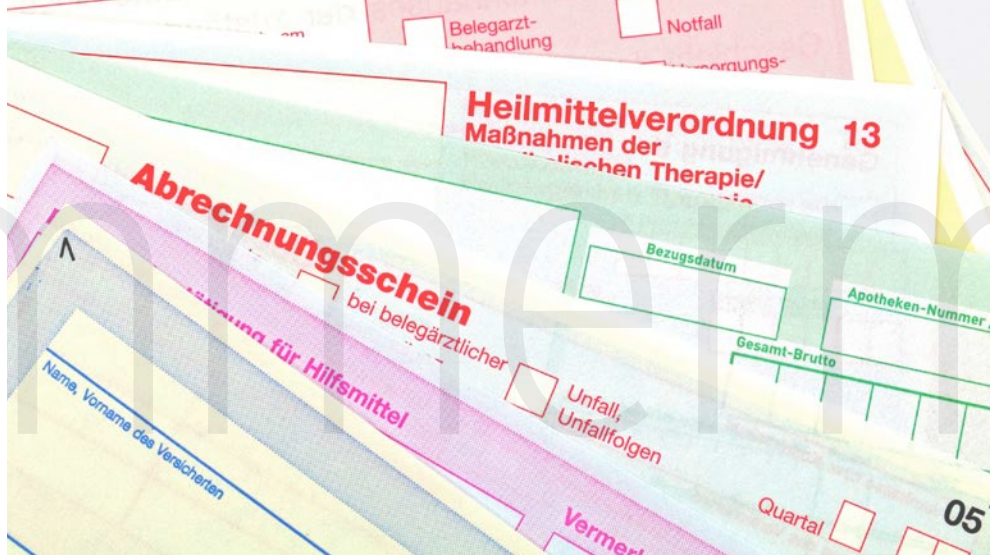 Belegarzt-
behandlung
Notfall
Heilmittelverordnung 13
Maßnahmen der
Therapie/
Abrechnungsschein
bei belegärztlicher
Unfall,
Unfallfolgen
Quartal
05
Bezugsdatum
Apotheken-Nummer
Gesamt-Brutto
für Hilfsmittel
Name, Vorname des Versicherten